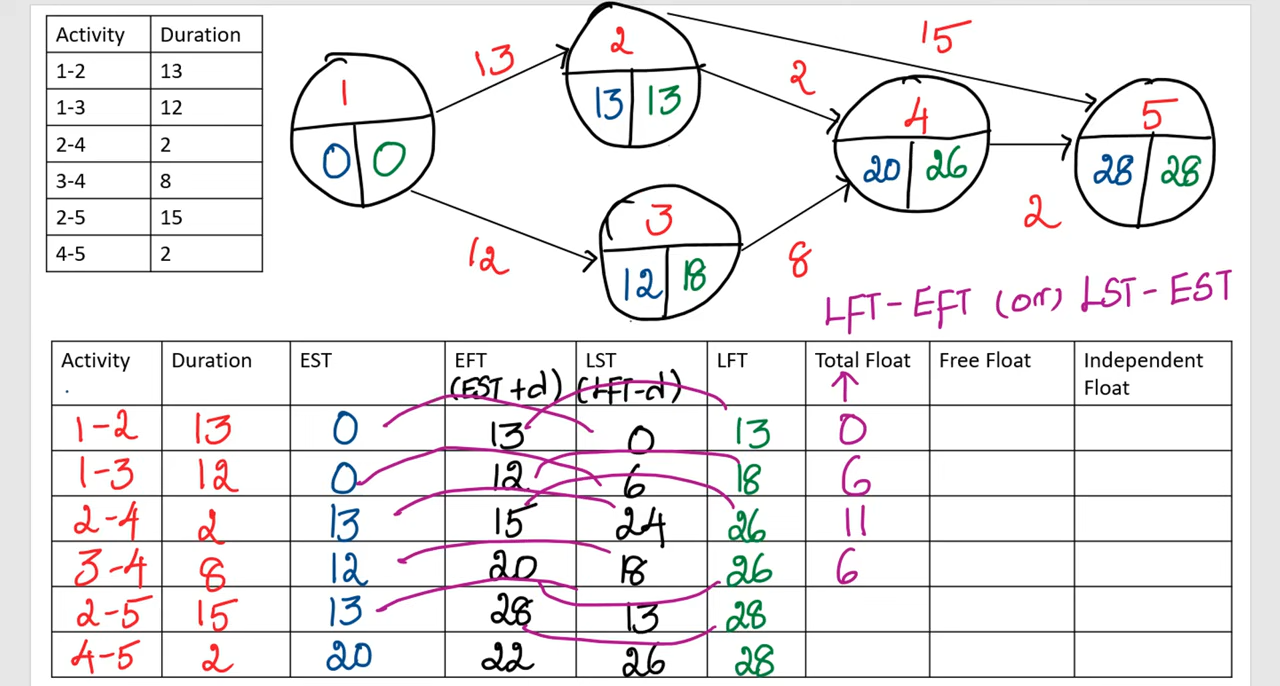 Activity Duration
1-2 13
1-3 12
2-4 2
3-4 8
2-5 15
4-5 2
1
0 0
13
2
13 13
15
2
4
20 26
5
28 28
12
3
12 18
8
2
LFT-EFT (or) LST-EST
Activity Duration EST EFT LST LFT Total Float Free Float Independent Float
(EST+d) (LFT-d)
1-2 13 0 13 0 13 0
1-3 12 0 12 6 18 6
2-4 2 13 15 24 26 11
3-4 8 12 20 18 26 6
2-5 15 13 28 13 28
4-5 2 20 22 26 28